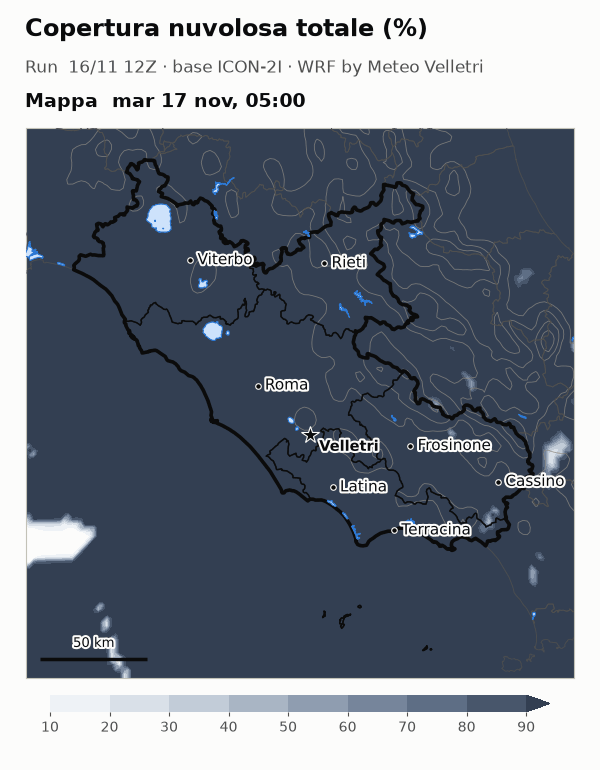 Copertura nuvolosa totale (%)
Run 16/11 12Z · base ICON-2I · WRF by Meteo Velletri
Mappa mar 17 nov, 05:00
Viterbo
Rieti
Roma
Velletri
Frosinone
Cassino
Latina
Terracina
50 km
10 20 30 40 50 60 70 80 90